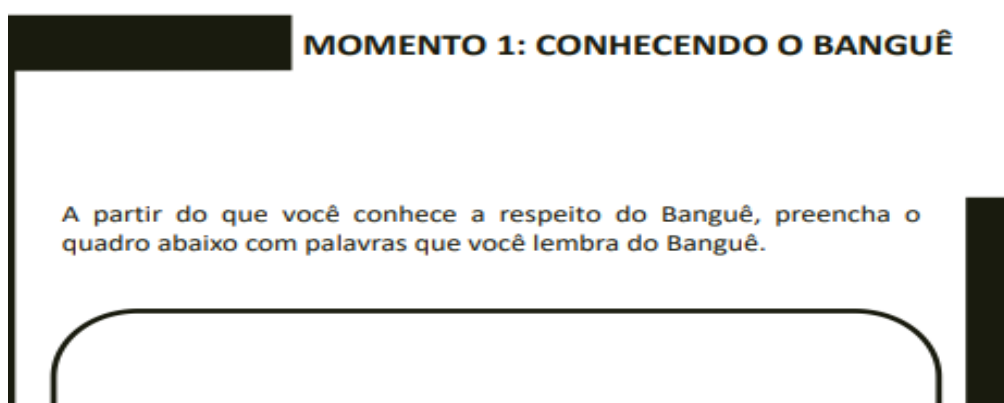 MOMENTO 1: CONHECENDO O BANGUÊ
A partir do que você conhece a respeito do Banguê, preencha o
quadro abaixo com palavras que você lembra do Banguê.